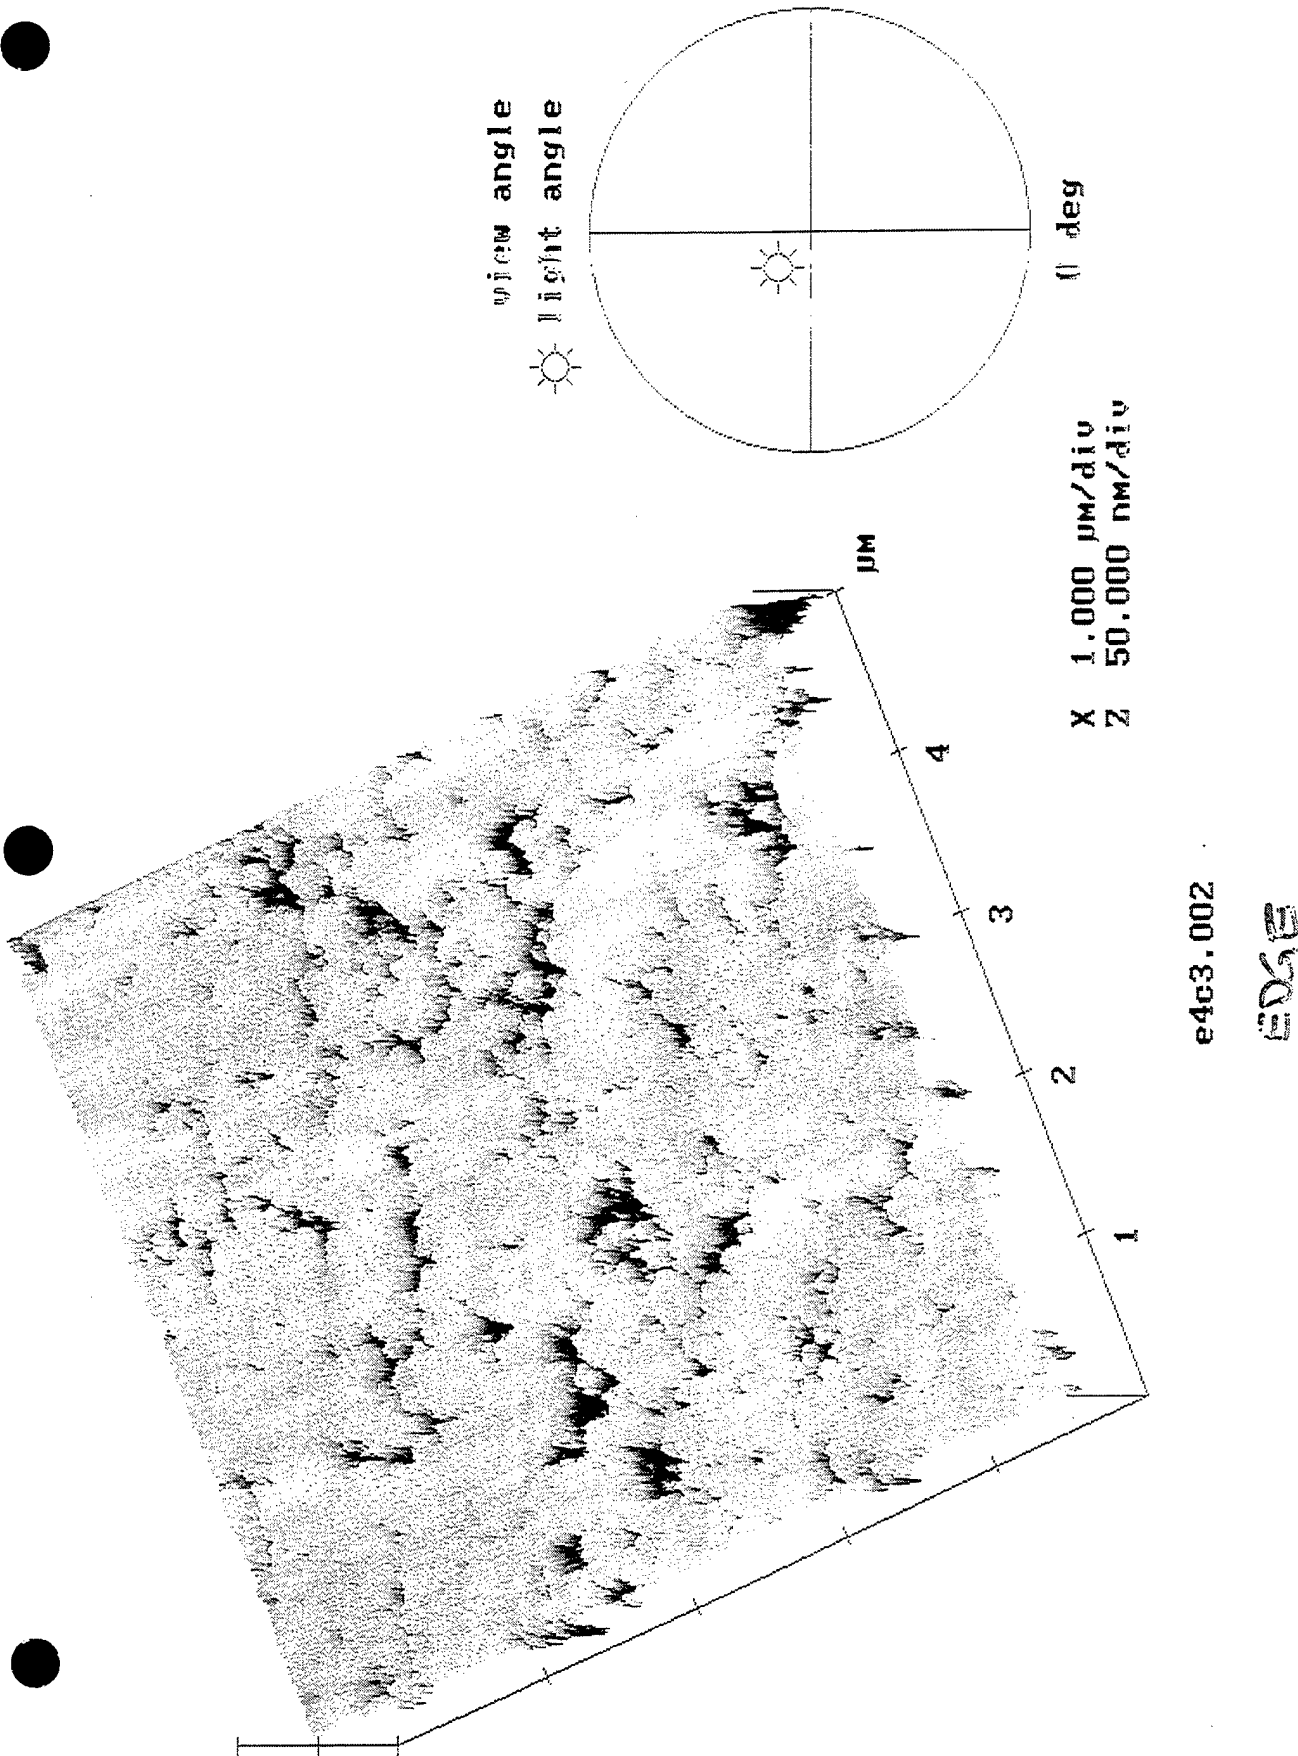 view angle
light angle
0 deg
µm
1
2
3
4
X 1.000 µm/div
Z 50.000 nm/div
e4c3.002
EDGE